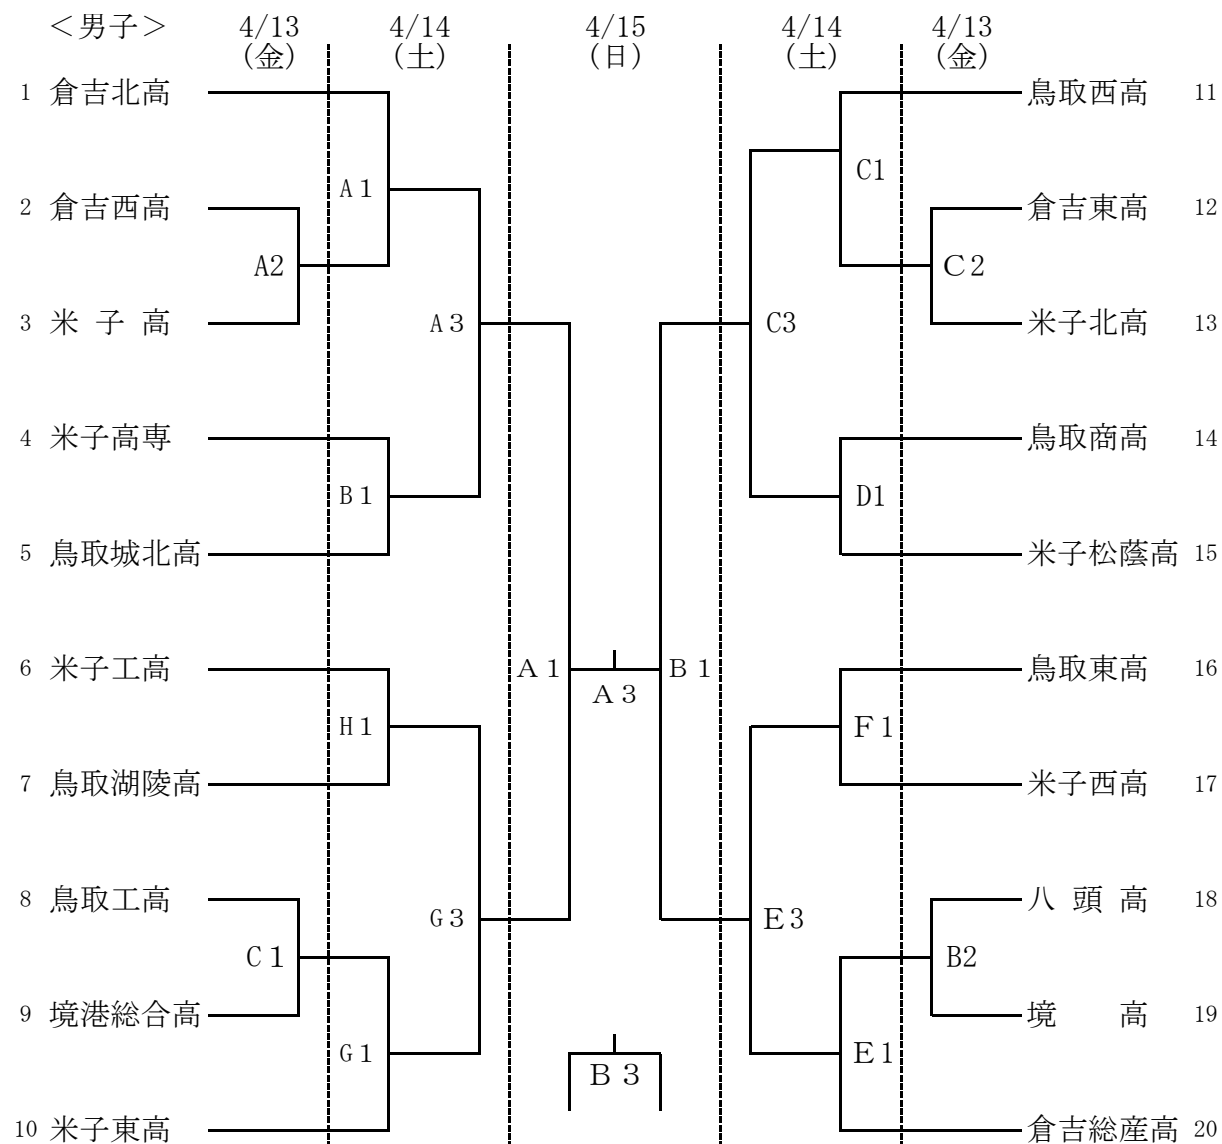 ＜男子＞ 4/13 4/14 4/15 4/14 4/13
(金) (土) (日) (土) (金)
1 倉吉北高 鳥取西高 11
C1
A１
2 倉吉西高 倉吉東高 12
A2 Ｃ２
3 米 子 高 A３ C3 米子北高 13
4 米子高専 鳥取商高 14
B１ D1
5 鳥取城北高 米子松蔭高 15
6 米子工高 Ａ１ Ｂ１ 鳥取東高 16
Ａ３
H１ Ｆ１
7 鳥取湖陵高 米子西高 17
8 鳥取工高 八 頭 高 18
G３ Ｅ３
C１ B2
9 境港総合高 境 高 19
G１ Ｅ１
Ｂ３
10 米子東高 倉吉総産高 20